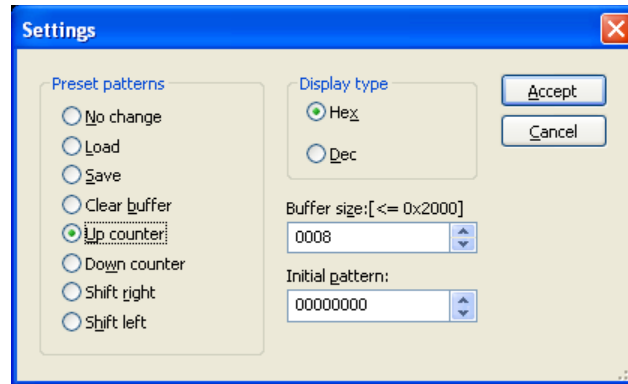 Settings
Preset patterns
No change
Load
Save
Clear buffer
Up counter
Down counter
Shift right
Shift left
Display type
Hex
Dec
Buffer size:[<= 0x2000]
0008
Initial pattern:
00000000
Accept
Cancel